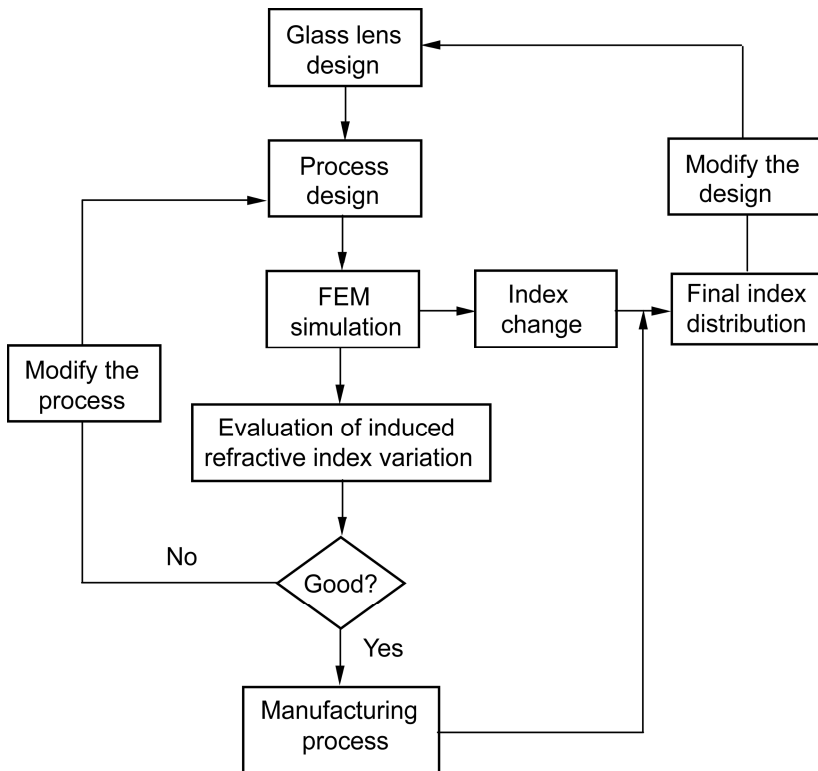 Glass lens
design
Process
design
Modify the
design
FEM
simulation
Index
change
Final index
distribution
Modify the
process
Evaluation of induced
refractive index variation
No
Good?
Yes
Manufacturing
process